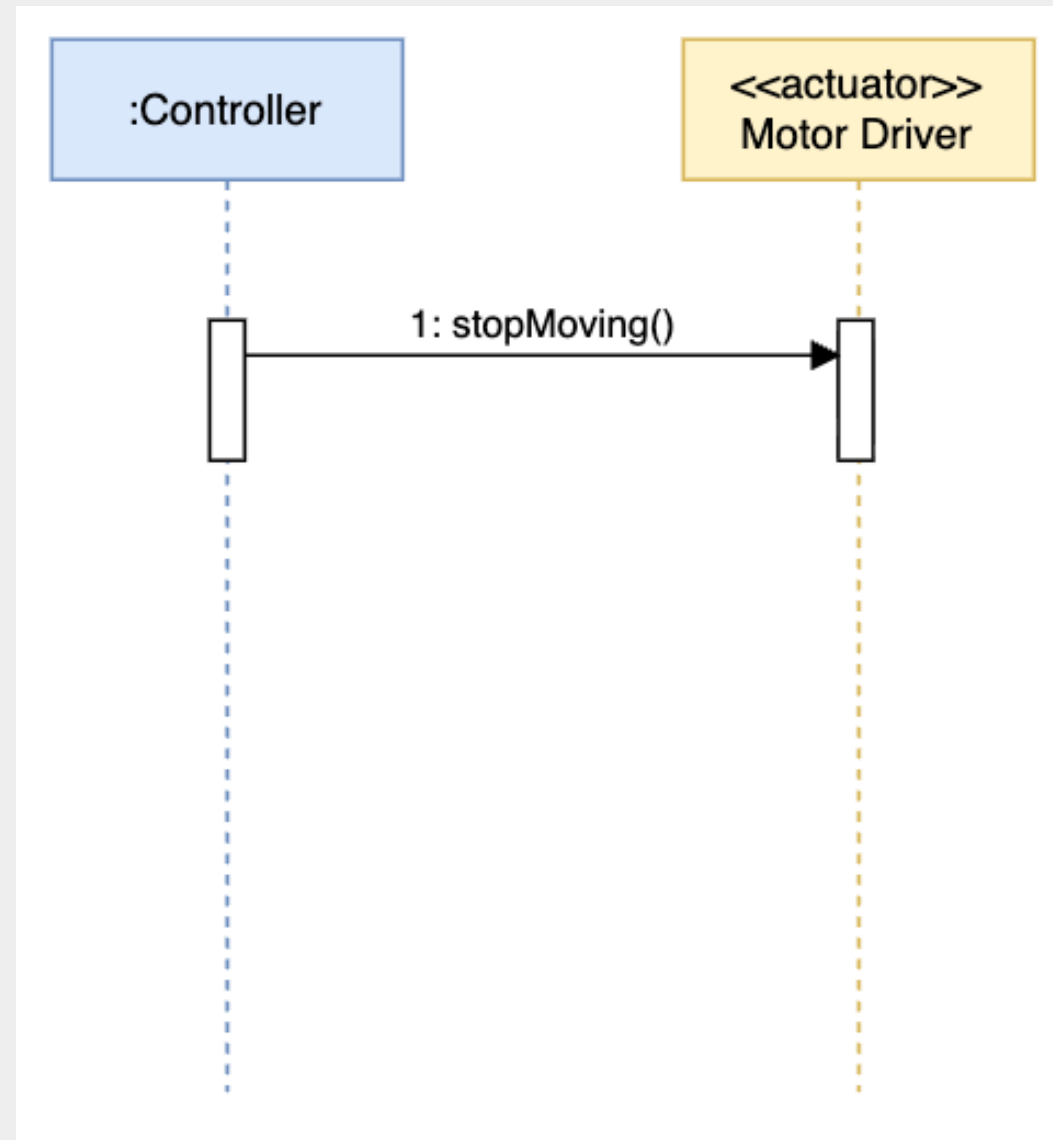 :Controller
<<actuator>>
Motor Driver
1: stopMoving()